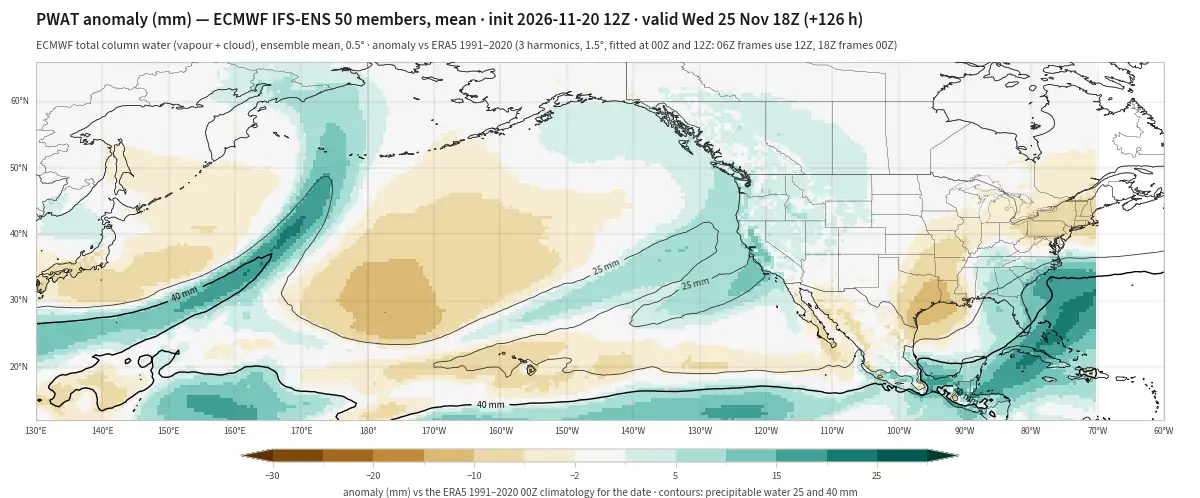 PWAT anomaly (mm) — ECMWF IFS-ENS 50 members, mean · init 2026-11-20 12Z · valid Wed 25 Nov 18Z (+126 h)
ECMWF total column water (vapour + cloud), ensemble mean, 0.5° · anomaly vs ERA5 1991–2020 (3 harmonics, 1.5°, fitted at 00Z and 12Z: 06Z frames use 12Z, 18Z frames 00Z)
60°N
50°N
40°N
30°N
20°N
40 mm
25 mm
25 mm
40 mm
130°E 140°E 150°E 160°E 170°E 180° 170°W 160°W 150°W 140°W 130°W 120°W 110°W 100°W 90°W 80°W 70°W 60°W
−30 −20 −10 −2 5 15 25
anomaly (mm) vs the ERA5 1991–2020 00Z climatology for the date · contours: precipitable water 25 and 40 mm